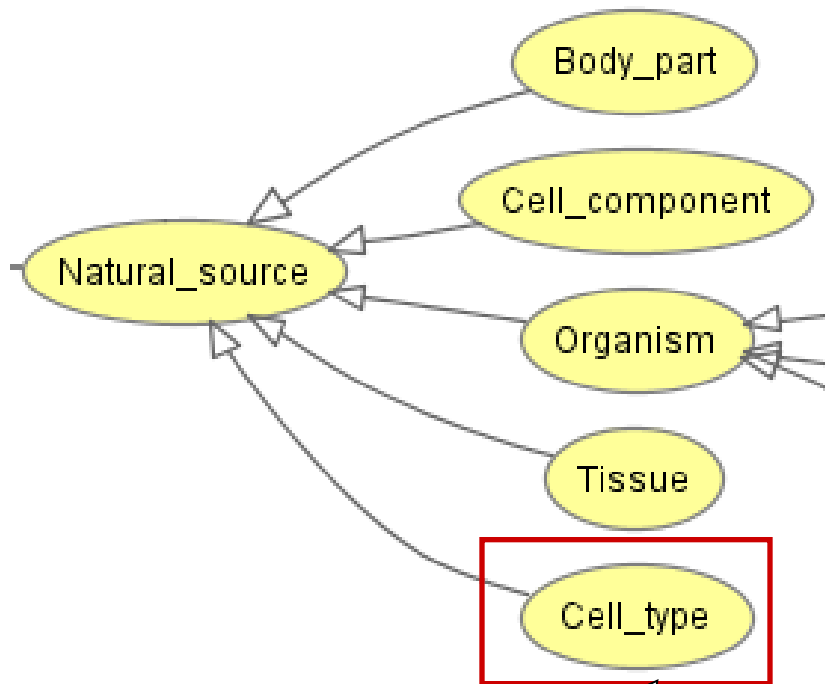 Body_part
Cell_component
Natural_source
Organism
Tissue
Cell_type